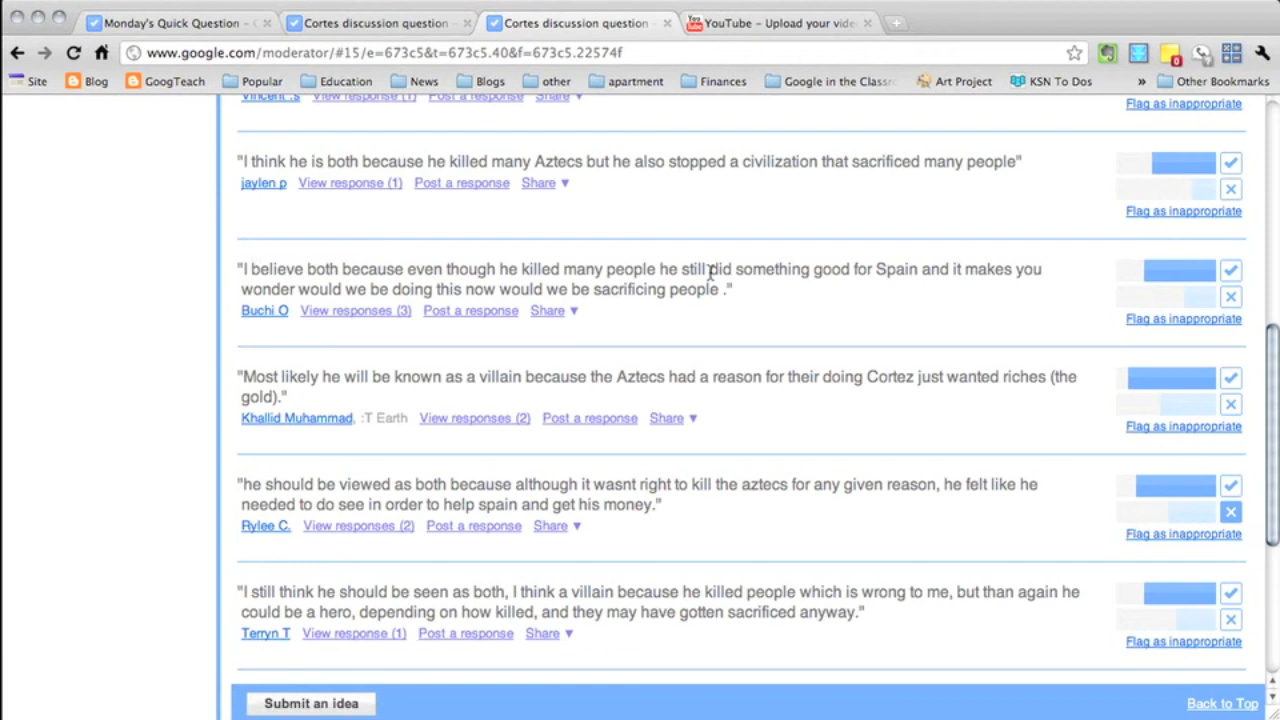 Monday's Quick Question -
Cortes discussion question
Cortes discussion question
YouTube - Upload your vide
www.google.com/moderator/#15/e=673c5&t=673c5.40&f=673c5.22574f
Site Blog GoogTeach Popular Education News Blogs other apartment Finances Google in the Classr Art Project KSN To Dos » Other Bookmarks
Vincent .s View response (1) Post a response Share ▼
Flag as inappropriate
"I think he is both because he killed many Aztecs but he also stopped a civilization that sacrificed many people"
jaylen p View response (1) Post a response Share ▼
Flag as inappropriate
"I believe both because even though he killed many people he still did something good for Spain and it makes you
wonder would we be doing this now would we be sacrificing people ."
Buchi O View responses (3) Post a response Share ▼
Flag as inappropriate
"Most likely he will be known as a villain because the Aztecs had a reason for their doing Cortez just wanted riches (the
gold)."
Khallid Muhammad, :T Earth View responses (2) Post a response Share ▼
Flag as inappropriate
"he should be viewed as both because although it wasnt right to kill the aztecs for any given reason, he felt like he
needed to do see in order to help spain and get his money."
Rylee C. View responses (2) Post a response Share ▼
Flag as inappropriate
"I still think he should be seen as both, I think a villain because he killed people which is wrong to me, but than again he
could be a hero, depending on how killed, and they may have gotten sacrificed anyway."
Terryn T View response (1) Post a response Share ▼
Flag as inappropriate
Submit an idea
Back to Top